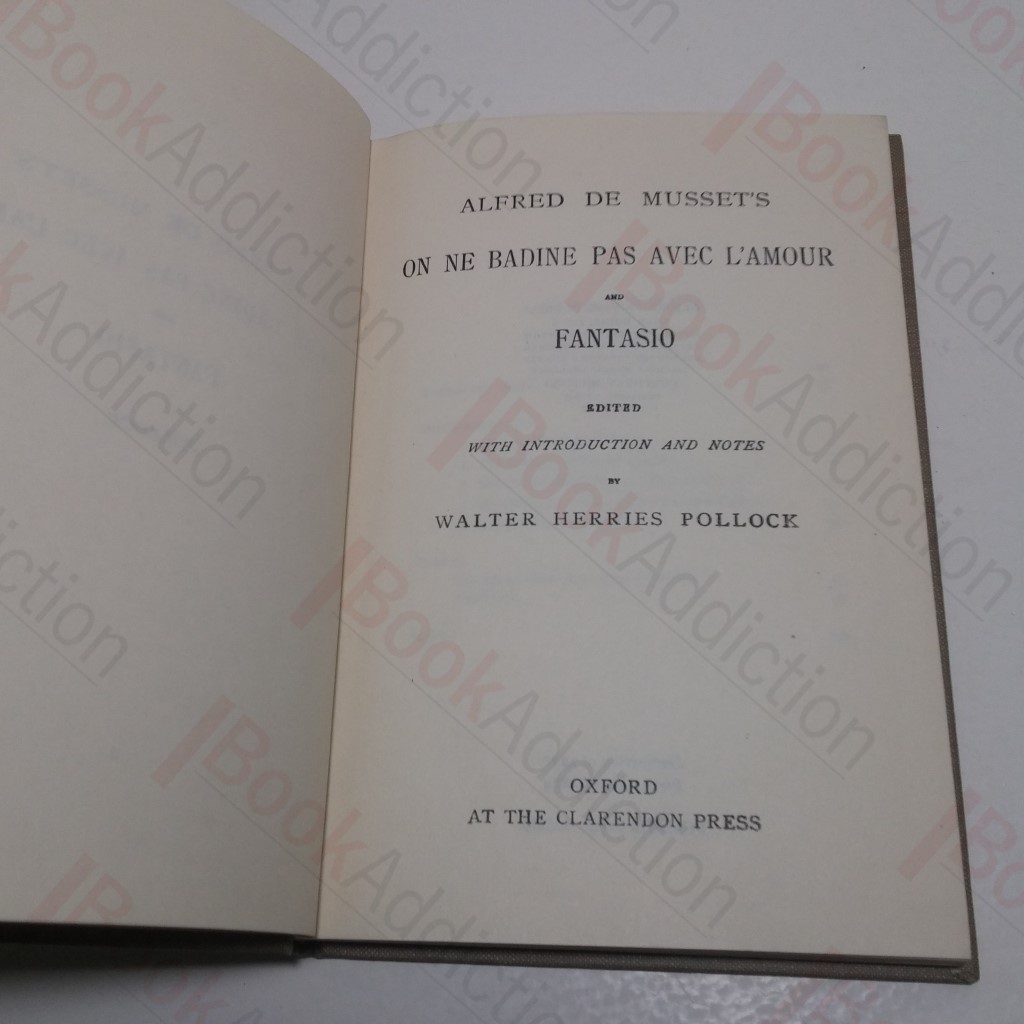 ALFRED DE MUSSET'S
ON NE BADINE PAS AVEC L'AMOUR
AND
FANTASIO
EDITED
WITH INTRODUCTION AND NOTES
BY
WALTER HERRIES POLLOCK
OXFORD
AT THE CLARENDON PRESS
BookAddiction